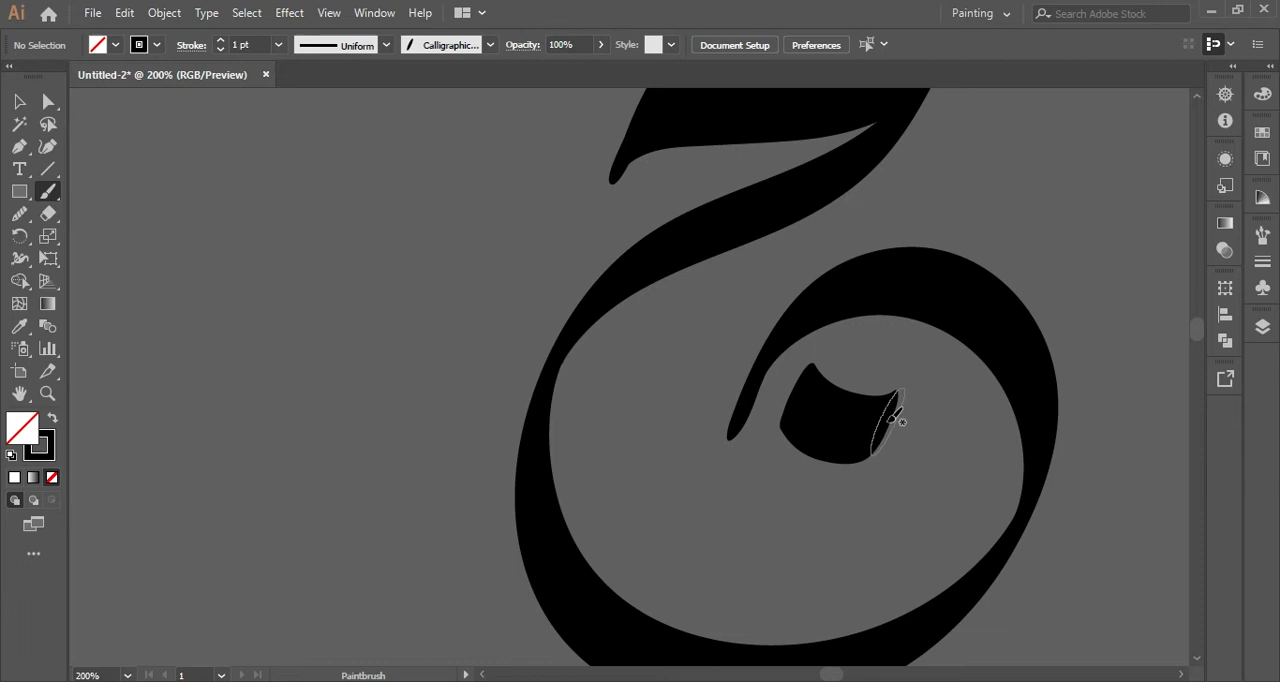 Ai File Edit Object Type Select Effect View Window Help Painting Search Adobe Stock
No Selection Stroke: 1 pt Uniform Calligraphic... Opacity: 100% Style: Document Setup Preferences
Untitled-2* @ 200% (RGB/Preview)
T
200% 1 Paintbrush